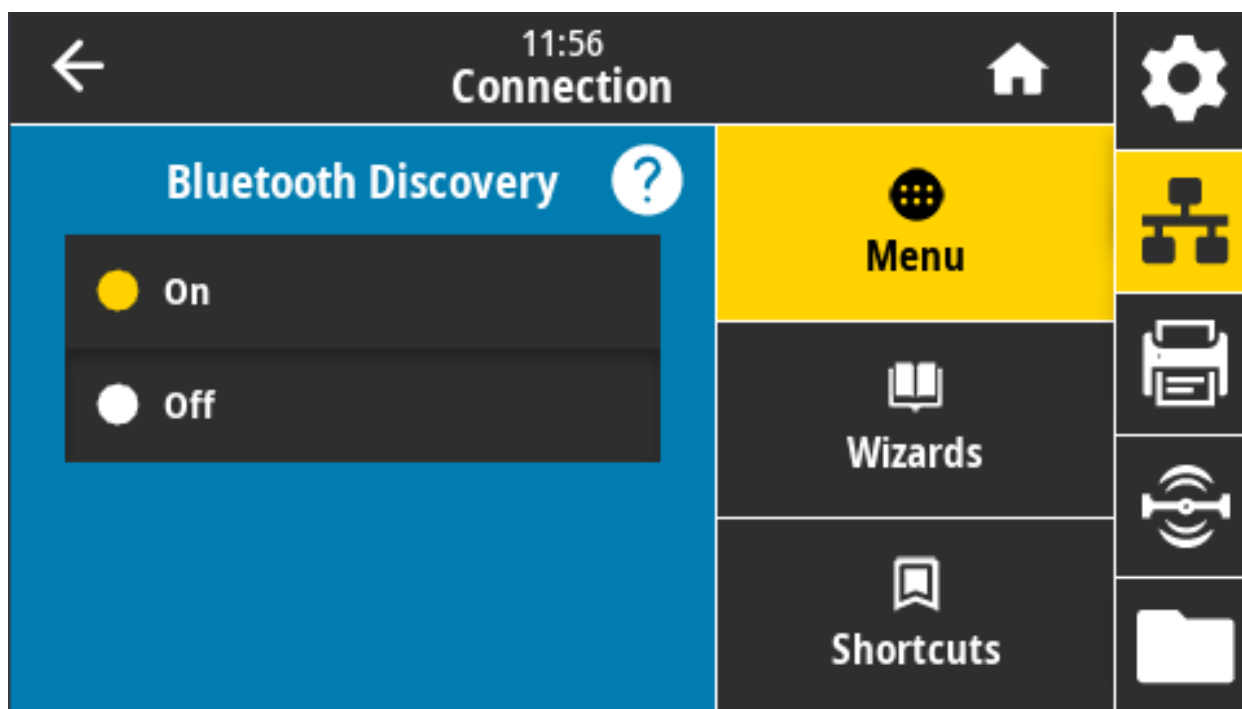 11:56
Connection
Bluetooth Discovery ?
On
Off
Menu
Wizards
Shortcuts